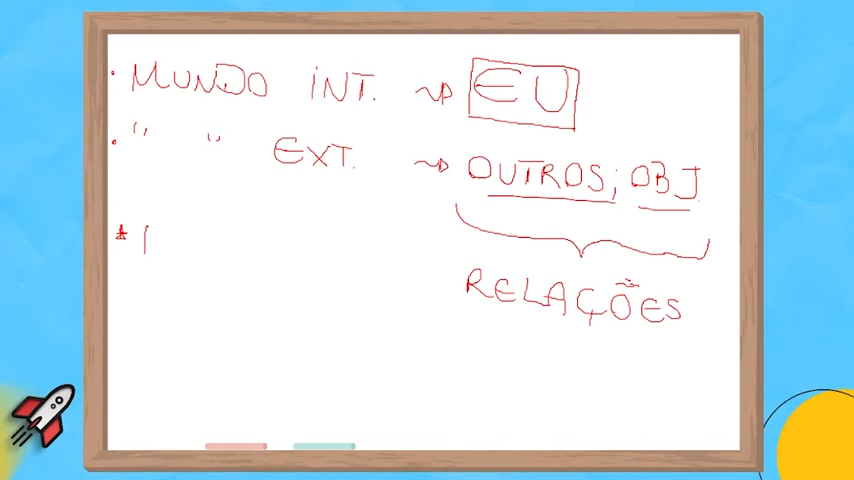 • MUNDO INT. ⇝ EU
• " " EXT. ⇝ OUTROS; OBJ
RELAÇÕES
*